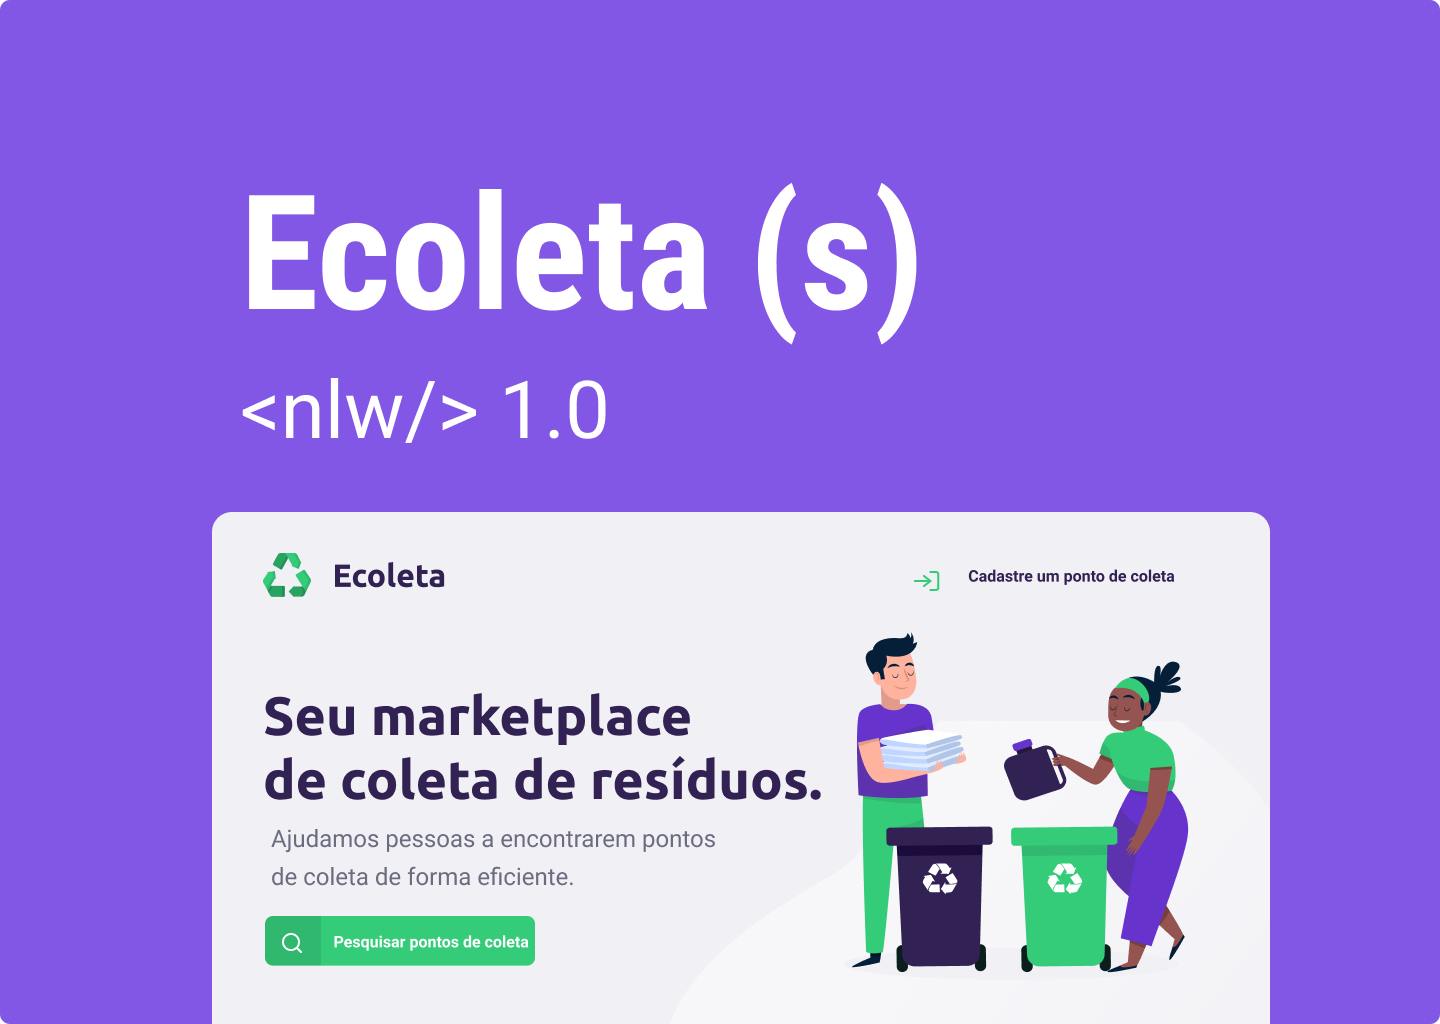 Ecoleta (s)
<nlw/> 1.0
Ecoleta
Cadastre um ponto de coleta
Seu marketplace
de coleta de resíduos.
Ajudamos pessoas a encontrarem pontos
de coleta de forma eficiente.
Pesquisar pontos de coleta